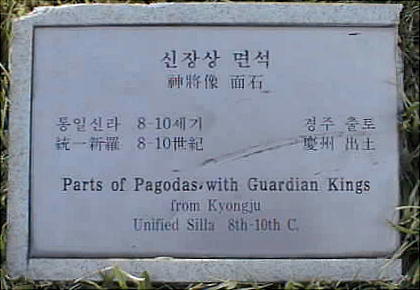 신장상 면석
神將像 面石
통일신라 8-10세기 경주 출토
統一新羅 8-10世紀 慶州 出土
Parts of Pagodas with Guardian Kings
from Kyongju
Unified Silla 8th-10th C.